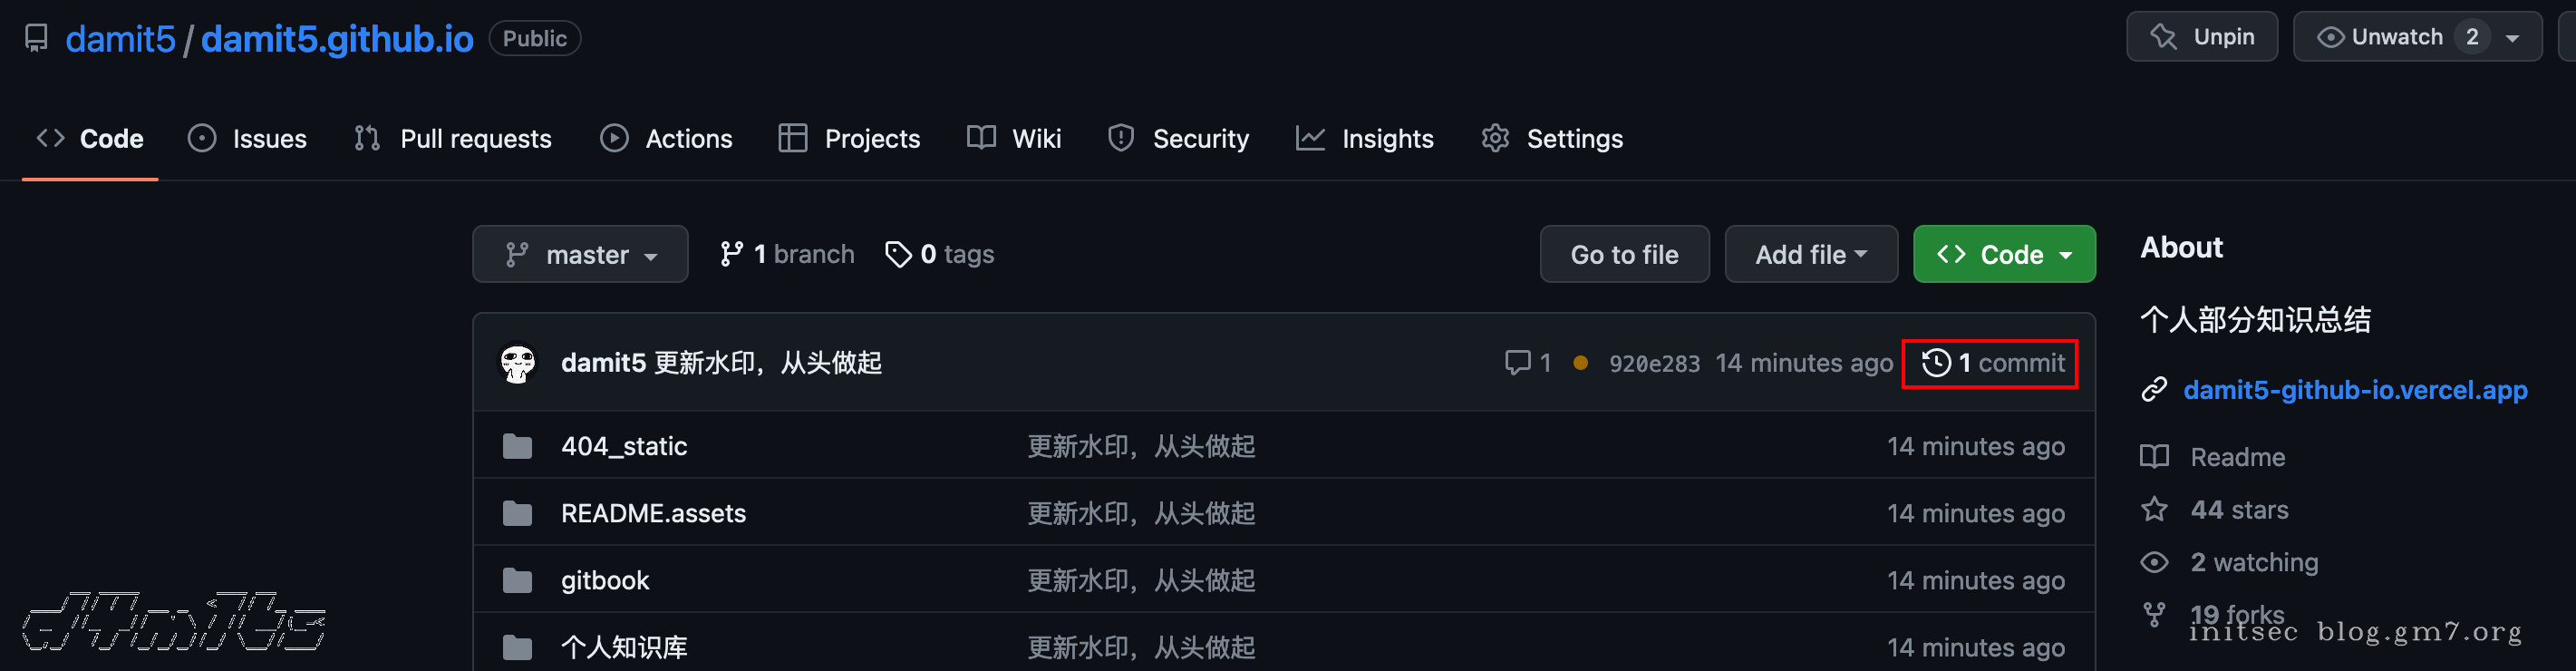 damit5 / damit5.github.io Public Unpin Unwatch 2
Code Issues Pull requests Actions Projects Wiki Security Insights Settings
master 1 branch 0 tags Go to file Add file Code
About
个人部分知识总结
damit5 更新水印，从头做起 1 920e283 14 minutes ago 1 commit
damit5-github-io.vercel.app
404_static 更新水印，从头做起 14 minutes ago
Readme
README.assets 更新水印，从头做起 14 minutes ago
44 stars
2 watching
gitbook 更新水印，从头做起 14 minutes ago
19 forks
initsec blog.gm7.org
个人知识库 更新水印，从头做起 14 minutes ago